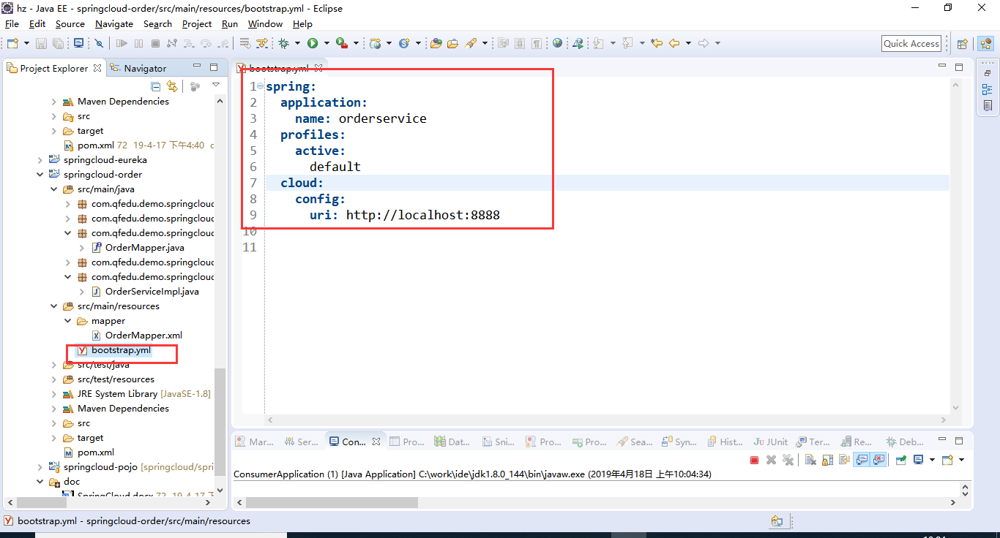 hz - Java EE - springcloud-order/src/main/resources/bootstrap.yml - Eclipse
File Edit Source Navigate Search Project Run Window Help
Quick Access
Project Explorer
Navigator
Maven Dependencies
src
target
pom.xml 72 19-4-17 下午4:40
springcloud-eureka
springcloud-order
src/main/java
com.qfedu.demo.springcloud
com.qfedu.demo.springcloud
com.qfedu.demo.springcloud
OrderMapper.java
com.qfedu.demo.springcloud
com.qfedu.demo.springcloud
OrderServiceImpl.java
src/main/resources
mapper
OrderMapper.xml
bootstrap.yml
src/test/java
src/test/resources
JRE System Library [JavaSE-1.8]
Maven Dependencies
src
target
pom.xml
springcloud-pojo [springcloud/spri
doc
SpringCloud.docx 72 19-4-17 下
bootstrap.yml
1 spring:
2 application:
3 name: orderservice
4 profiles:
5 active:
6 default
7 cloud:
8 config:
9 uri: http://localhost:8888
10
11
Mar... Ser... Con... Pro... Dat... Sni... Pro... Pro... Sea... Syn... Hist... JUnit Ter... Re... Deb...
ConsumerApplication (1) [Java Application] C:\work\ide\jdk1.8.0_144\bin\javaw.exe (2019年4月18日 上午10:04:34)
bootstrap.yml - springcloud-order/src/main/resources